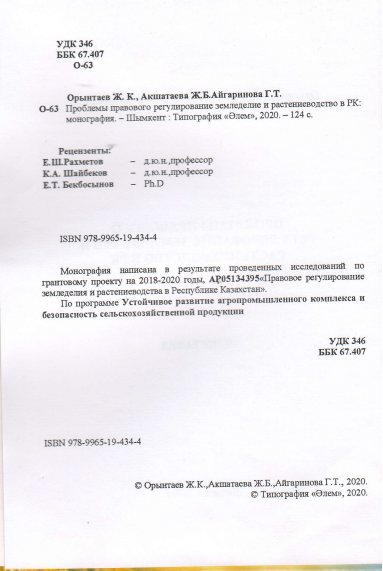 УДК 346
ББК 67.407
О-63
Орынтаев Ж. К., Акшатаева Ж.Б.Айгаринова Г.Т.
О-63 Проблемы правового регулирование земледелие и растениеводство в РК:
монография. – Шымкент : Типография «Әлем», 2020. – 124 с.
Рецензенты:
Е.Ш.Рахметов – д.ю.н.,профессор
К.А. Шайбеков – д.ю.н.,профессор
Е.Т. Бекбосынов – Ph.D
ISBN 978-9965-19-434-4
Монография написана в результате проведенных исследований по
грантовому проекту на 2018-2020 годы, АР05134395«Правовое регулирование
земледелия и растениеводства в Республике Казахстан».
По программе Устойчивое развитие агропромышленного комплекса и
безопасность сельскохозяйственной продукции
УДК 346
ББК 67.407
ISBN 978-9965-19-434-4
© Орынтаев Ж.К.,Акшатаева Ж.Б.,Айгаринова Г.Т., 2020.
© Типография «Әлем», 2020.